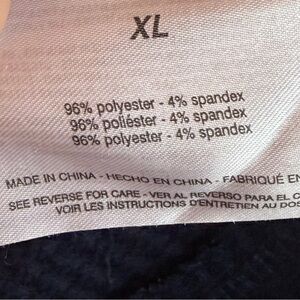 XL
96% polyester - 4% spandex
96% poliéster - 4% spandex
96% polyester - 4% spandex
MADE IN CHINA - HECHO EN CHINA - FABRIQUÉ EN
SEE REVERSE FOR CARE - VER AL REVERSO PARA EL C
VOIR LES INSTRUCTIONS D'ENTRETIEN AU DOS